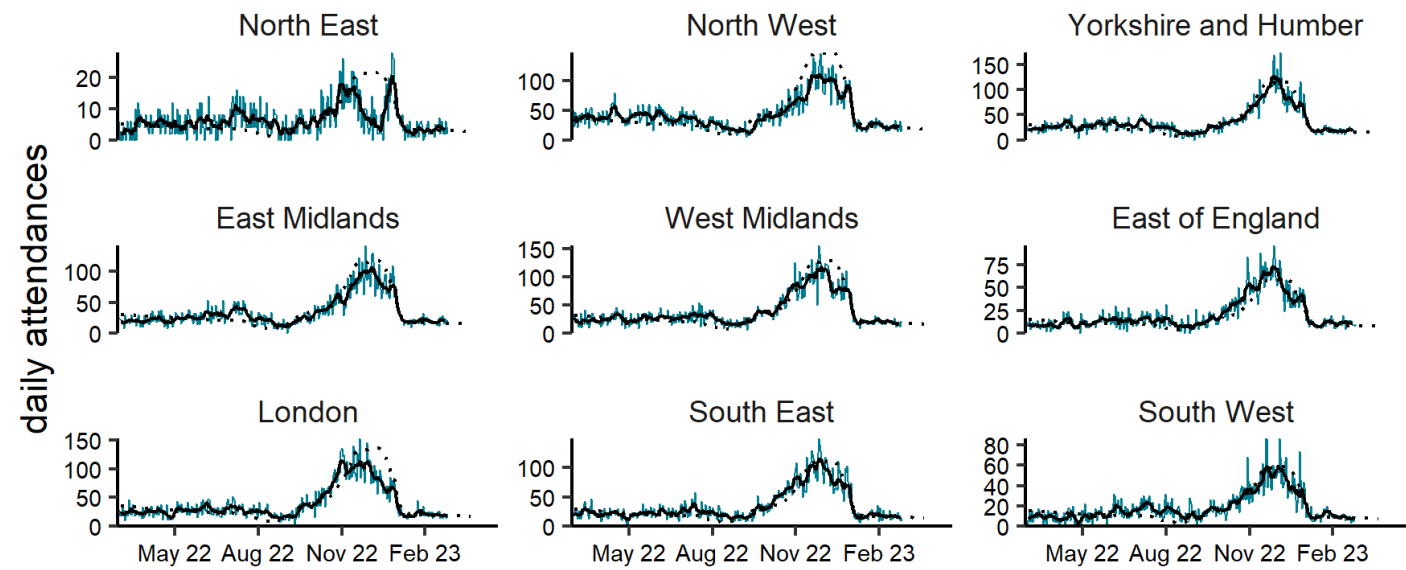 North East North West Yorkshire and Humber
20 100 150
10 50 100
0 0 50
0
daily attendances
East Midlands West Midlands East of England
100 150 75
50 100 50
0 50 25
0 0
London South East South West
150 100 80
100 50 60
50 0 40
0 20
0
May 22 Aug 22 Nov 22 Feb 23 May 22 Aug 22 Nov 22 Feb 23 May 22 Aug 22 Nov 22 Feb 23